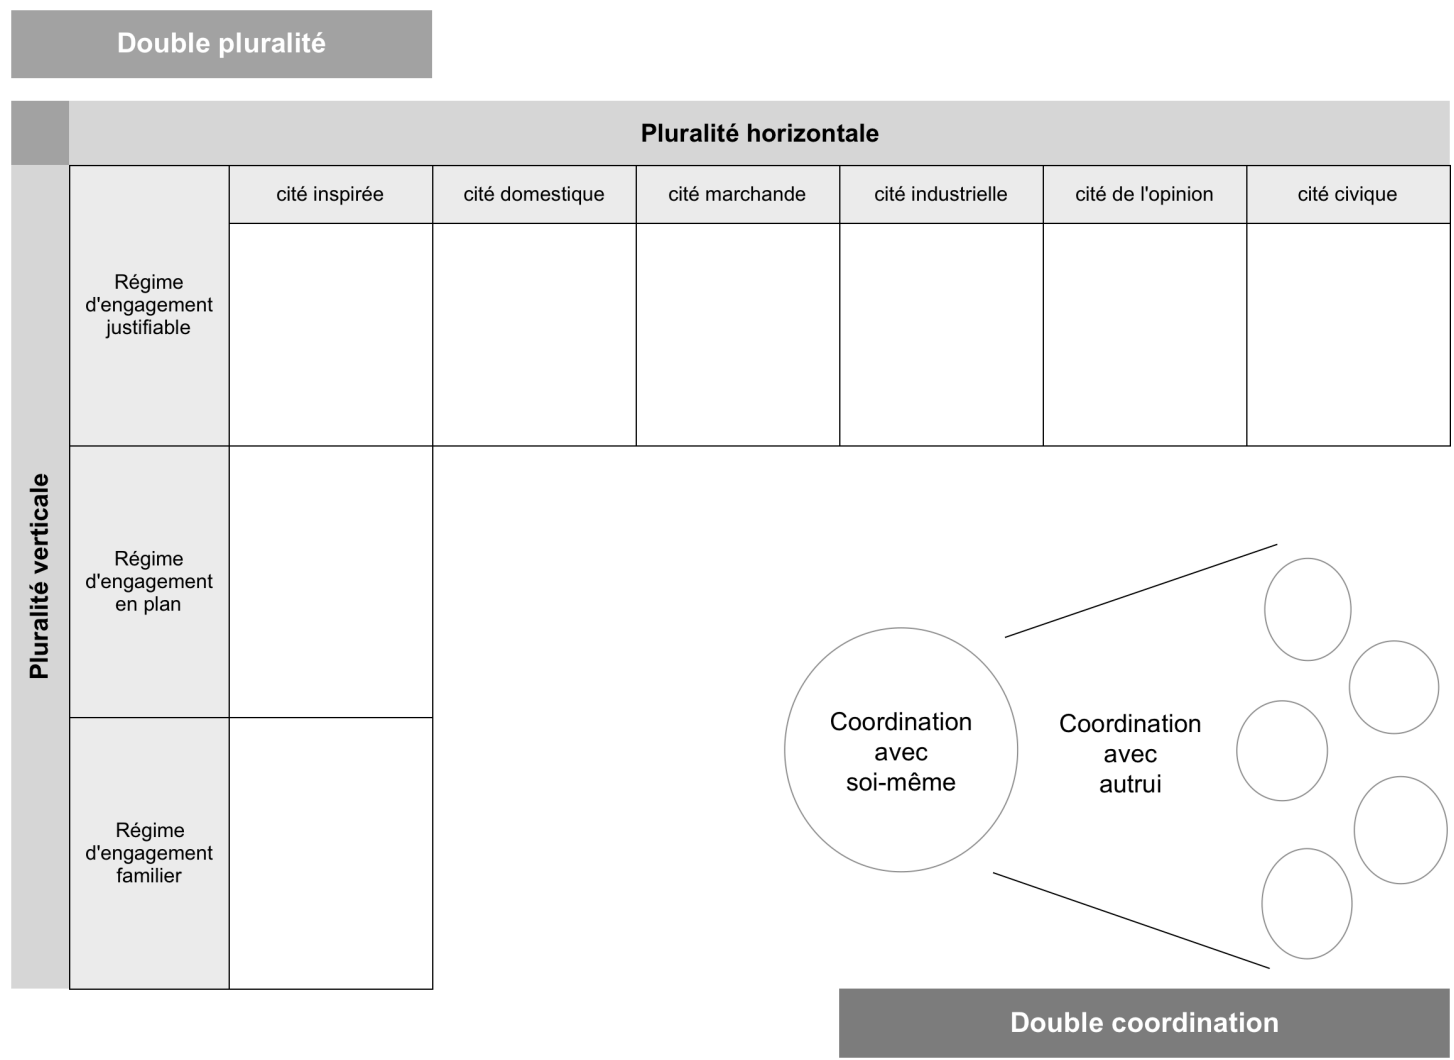 Double pluralité
Pluralité horizontale
cité inspirée
cité domestique
cité marchande
cité industrielle
cité de l'opinion
cité civique
Régime
d'engagement
justifiable
Pluralité verticale
Régime
d'engagement
en plan
Régime
d'engagement
familier
Coordination
avec
soi-même
Coordination
avec
autrui
Double coordination